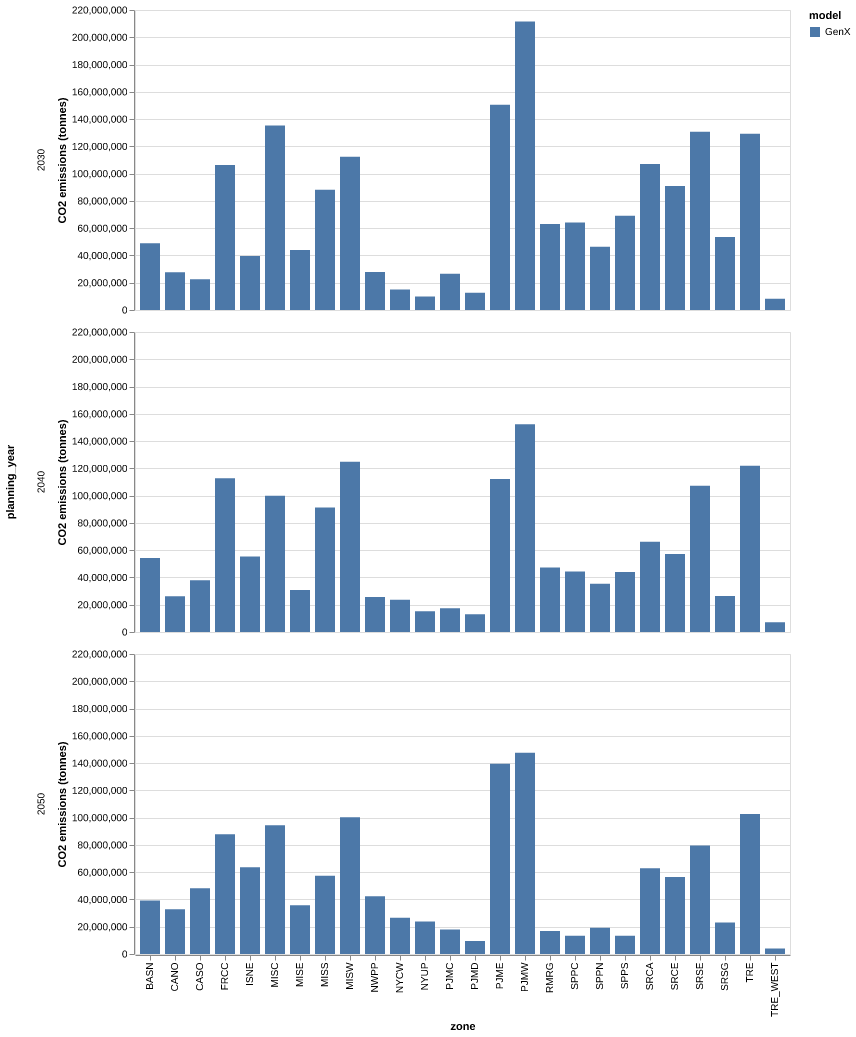 model
GenX
planning_year
2030
CO2 emissions (tonnes)
220,000,000
200,000,000
180,000,000
160,000,000
140,000,000
120,000,000
100,000,000
80,000,000
60,000,000
40,000,000
20,000,000
0
2040
CO2 emissions (tonnes)
220,000,000
200,000,000
180,000,000
160,000,000
140,000,000
120,000,000
100,000,000
80,000,000
60,000,000
40,000,000
20,000,000
0
2050
CO2 emissions (tonnes)
220,000,000
200,000,000
180,000,000
160,000,000
140,000,000
120,000,000
100,000,000
80,000,000
60,000,000
40,000,000
20,000,000
0
BASN
CANO
CASO
FRCC
ISNE
MISC
MISE
MISS
MISW
NWPP
NYCW
NYUP
PJMC
PJMD
PJME
PJMW
RMRG
SPPC
SPPN
SPPS
SRCA
SRCE
SRSE
SRSG
TRE
TRE_WEST
zone